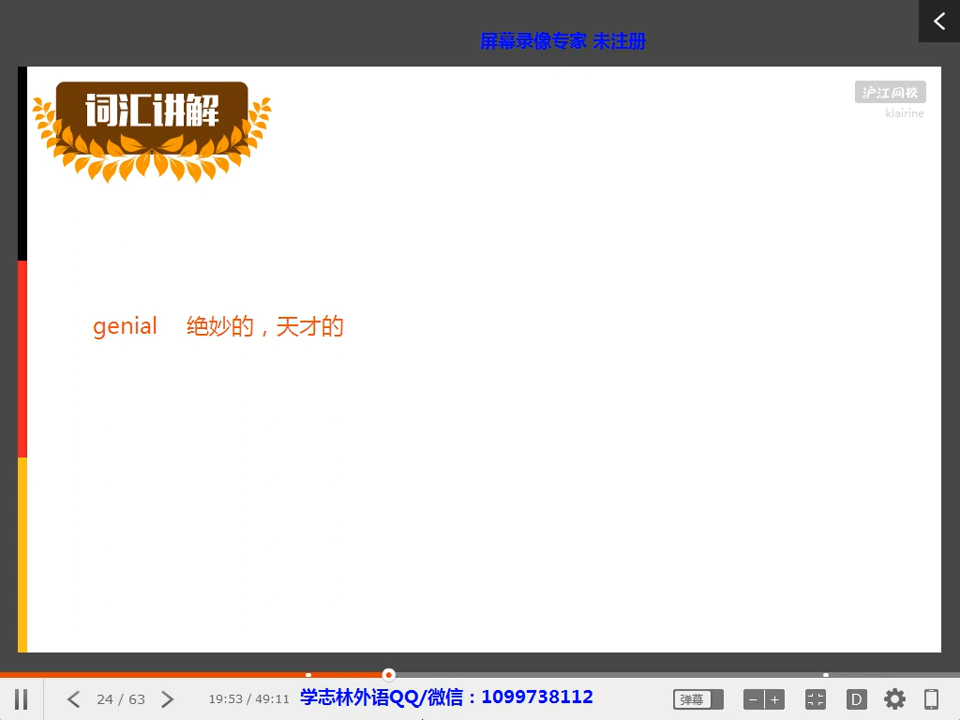 屏幕录像专家 未注册
词汇讲解
沪江网校
klairine
genial 绝妙的，天才的
24 / 63
19:53 / 49:11
学志林外语QQ/微信：1099738112
弹幕
D